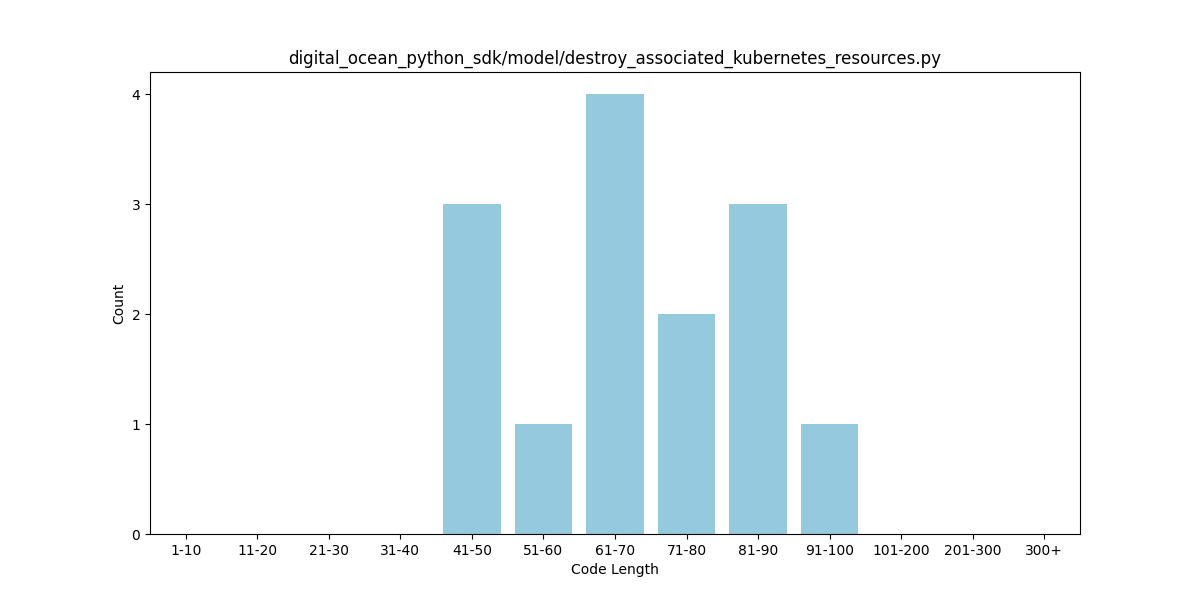 digital_ocean_python_sdk/model/destroy_associated_kubernetes_resources.py
Count
4
3
2
1
0
1-10 11-20 21-30 31-40 41-50 51-60 61-70 71-80 81-90 91-100 101-200 201-300 300+
Code Length